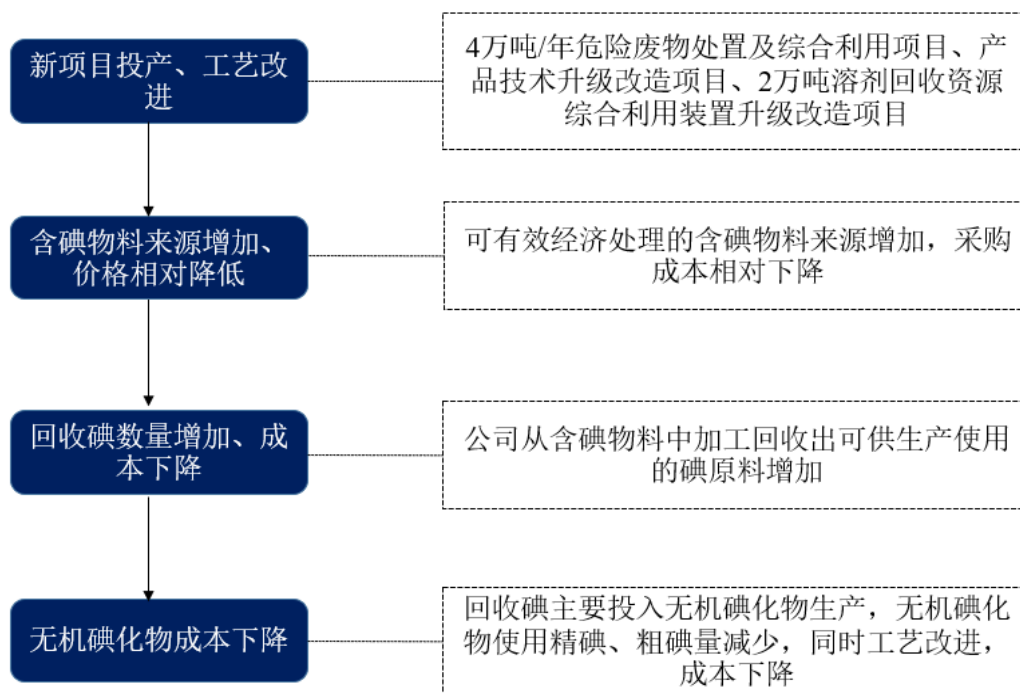 新项目投产、工艺改
进
4万吨/年危险废物处置及综合利用项目、产
品技术升级改造项目、2万吨溶剂回收资源
综合利用装置升级改造项目
含碘物料来源增加、
价格相对降低
可有效经济处理的含碘物料来源增加，采购
成本相对下降
回收碘数量增加、成
本下降
公司从含碘物料中加工回收出可供生产使用
的碘原料增加
无机碘化物成本下降
回收碘主要投入无机碘化物生产，无机碘化
物使用精碘、粗碘量减少，同时工艺改进，
成本下降